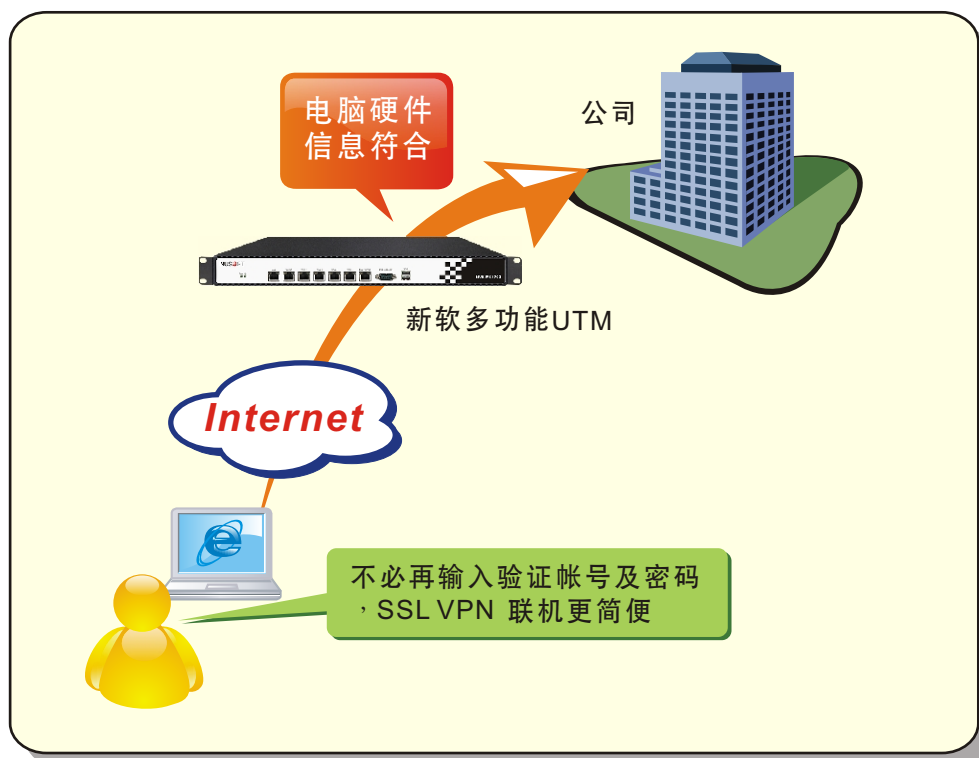 电脑硬件
信息符合
公司
新软多功能UTM
Internet
不必再输入验证帐号及密码
，SSL VPN 联机更简便